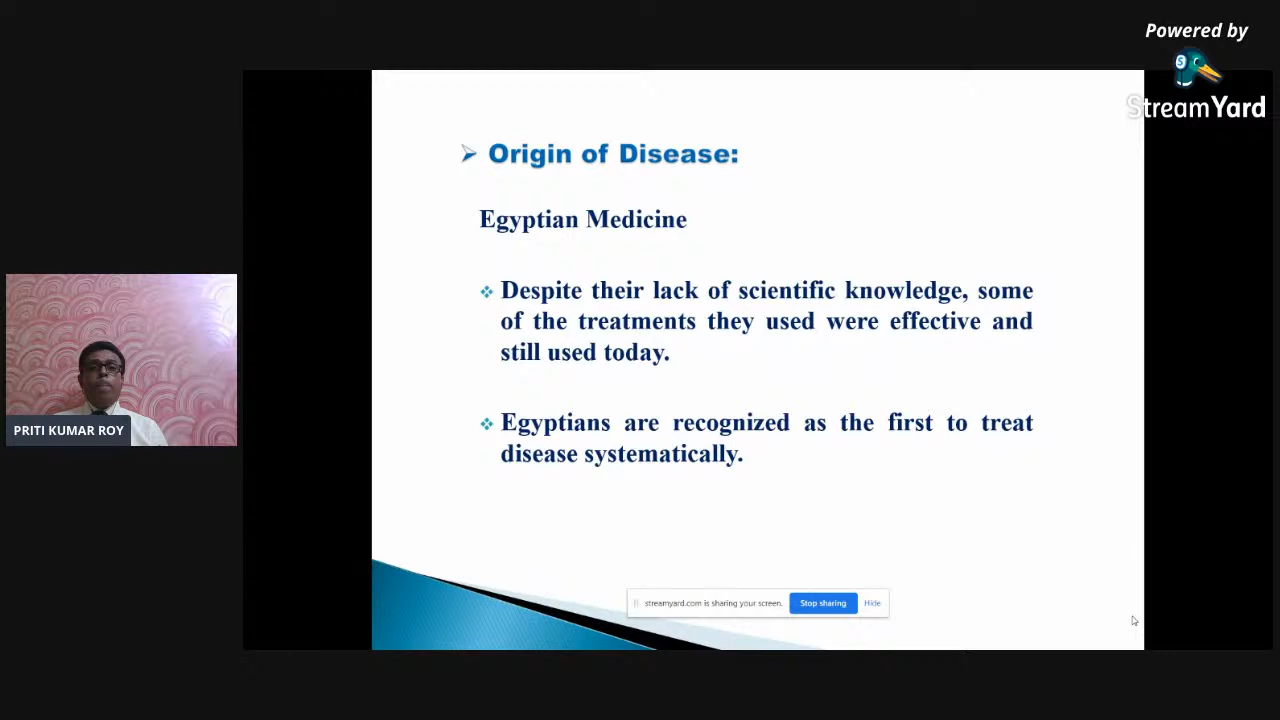 Powered by
StreamYard
Origin of Disease:
Egyptian Medicine
Despite their lack of scientific knowledge, some
of the treatments they used were effective and
still used today.
Egyptians are recognized as the first to treat
disease systematically.
PRITI KUMAR ROY
streamyard.com is sharing your screen. Stop sharing Hide